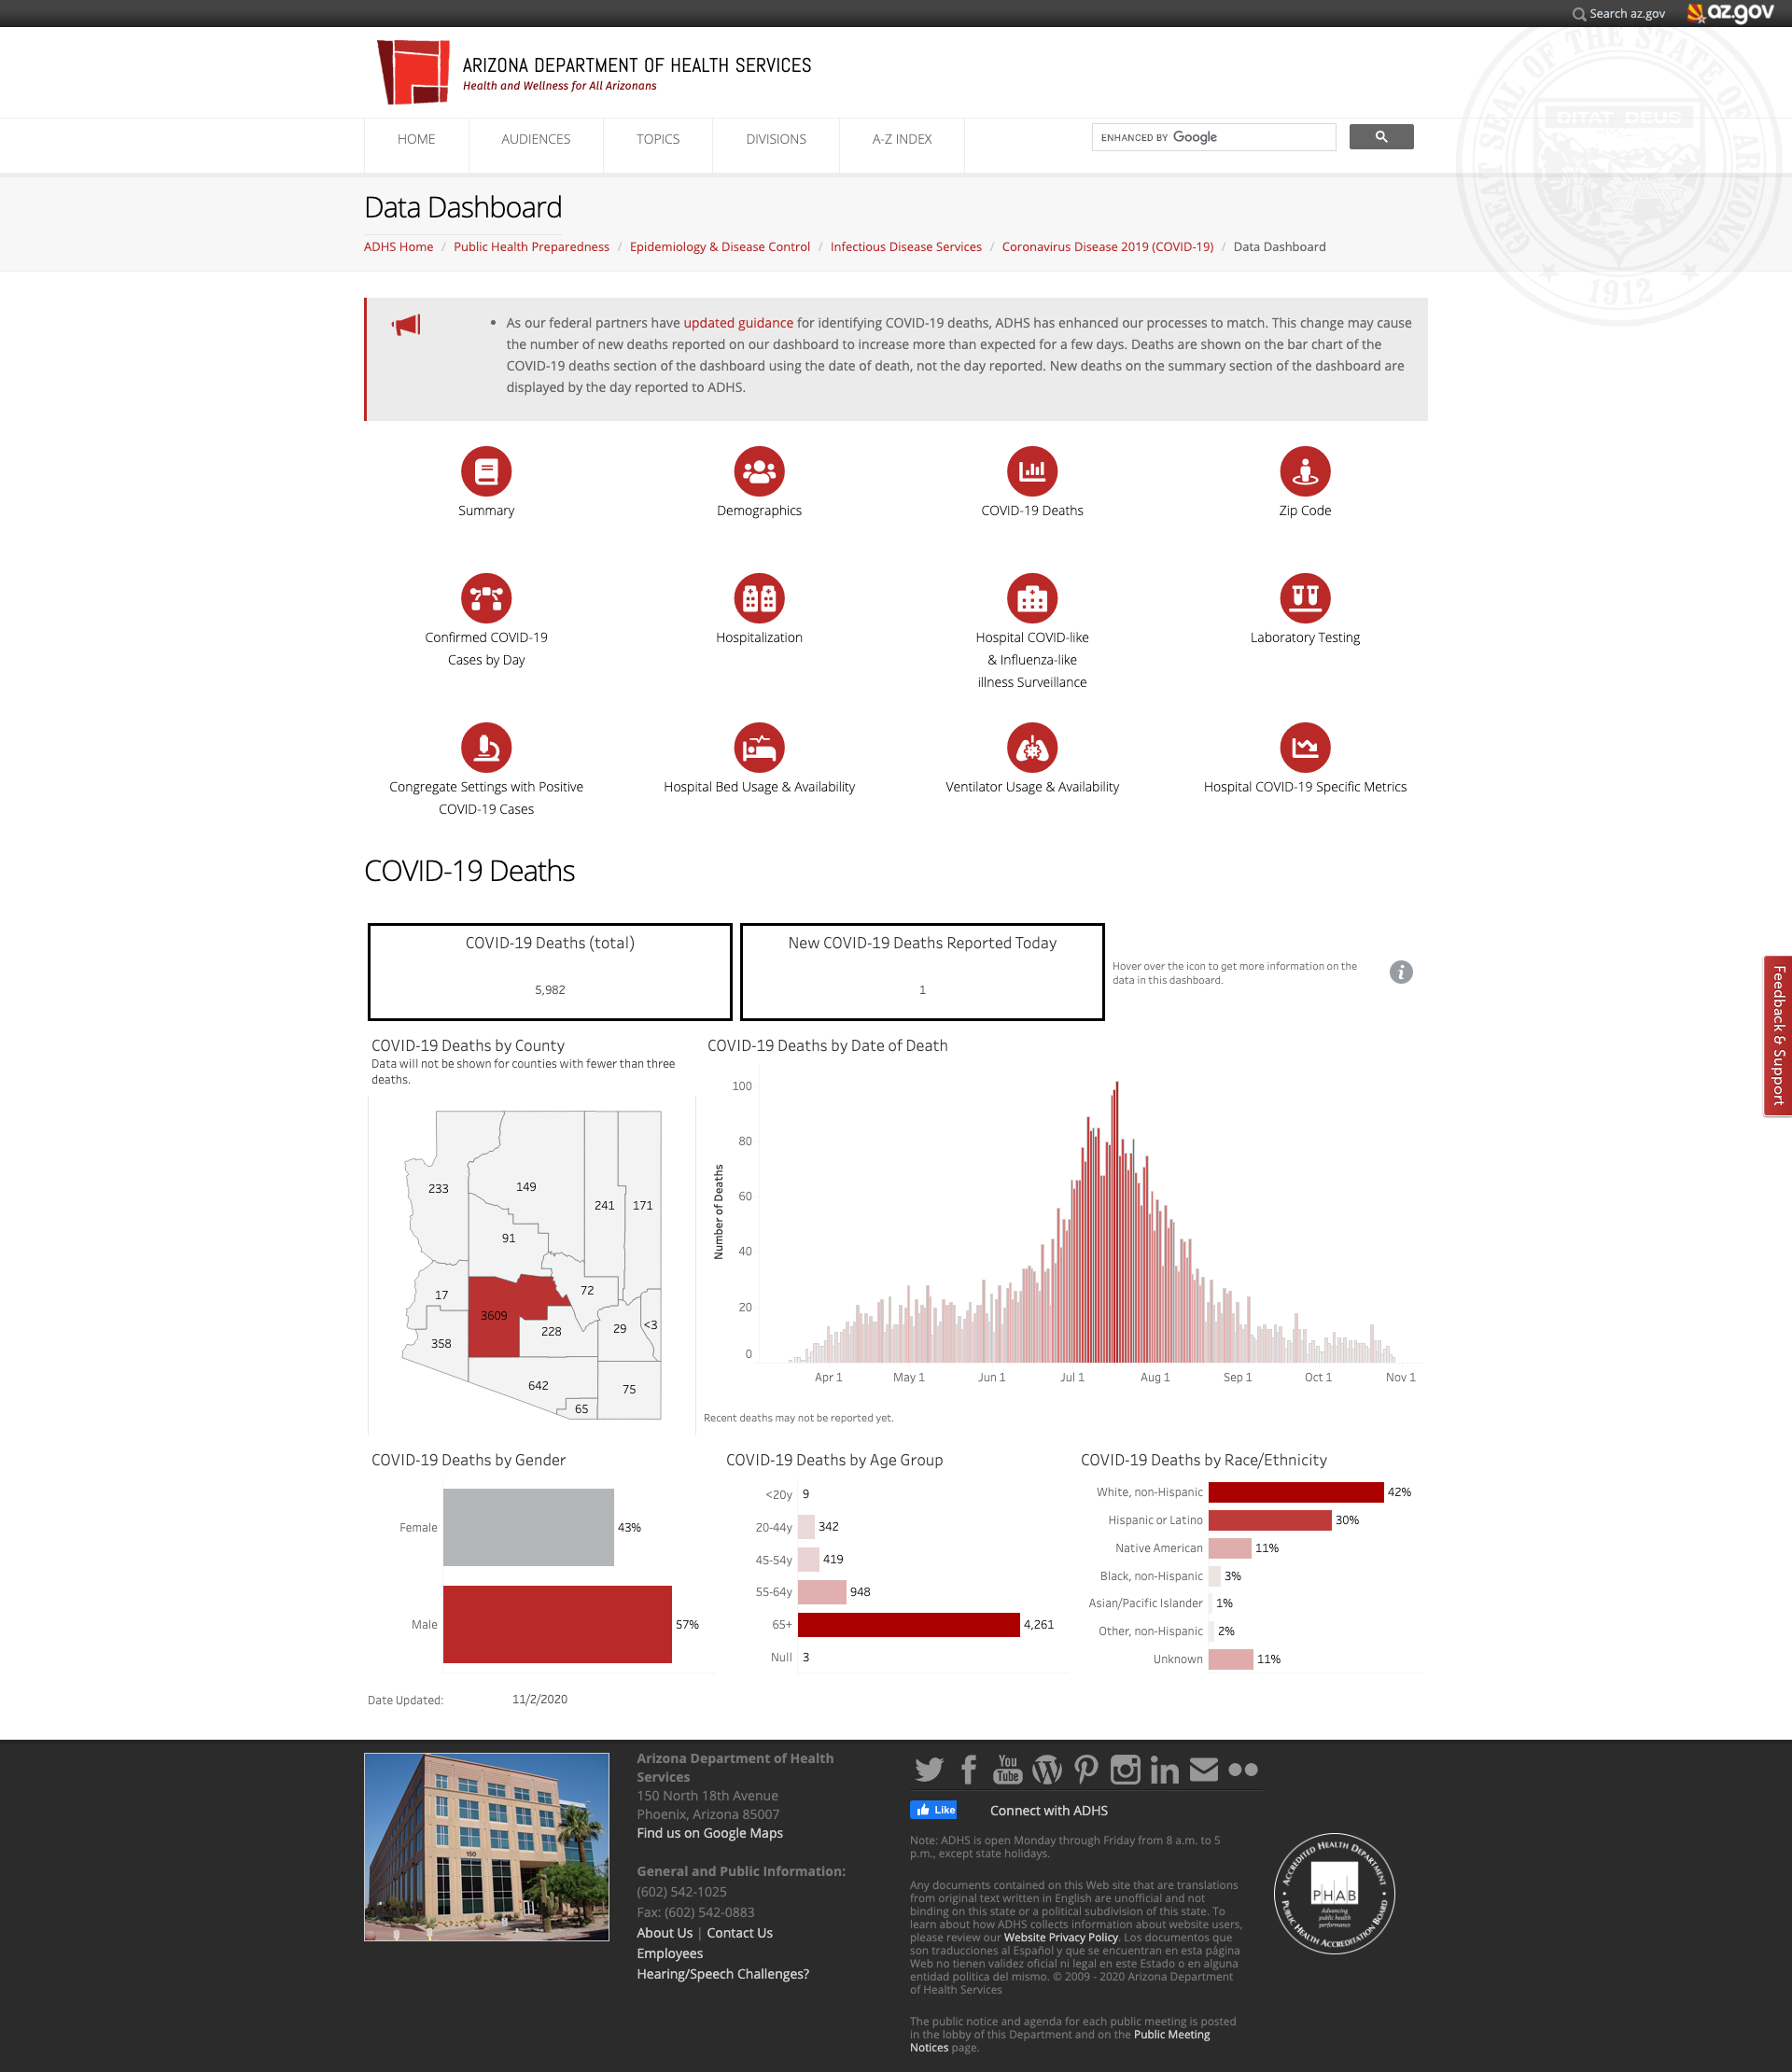 Search az.gov
az.gov
GREAT SEAL OF THE STATE OF ARIZONA
DITAT DEUS
1912
ARIZONA DEPARTMENT OF HEALTH SERVICES
Health and Wellness for All Arizonans
HOME
AUDIENCES
TOPICS
DIVISIONS
A-Z INDEX
ENHANCED BY Google
Data Dashboard
ADHS Home / Public Health Preparedness / Epidemiology & Disease Control / Infectious Disease Services / Coronavirus Disease 2019 (COVID-19) / Data Dashboard
• As our federal partners have updated guidance for identifying COVID-19 deaths, ADHS has enhanced our processes to match. This change may cause
the number of new deaths reported on our dashboard to increase more than expected for a few days. Deaths are shown on the bar chart of the
COVID-19 deaths section of the dashboard using the date of death, not the day reported. New deaths on the summary section of the dashboard are
displayed by the day reported to ADHS.
Summary
Demographics
COVID-19 Deaths
Zip Code
Confirmed COVID-19
Cases by Day
Hospitalization
Hospital COVID-like
& Influenza-like
illness Surveillance
Laboratory Testing
Congregate Settings with Positive
COVID-19 Cases
Hospital Bed Usage & Availability
Ventilator Usage & Availability
Hospital COVID-19 Specific Metrics
COVID-19 Deaths
COVID-19 Deaths (total)
5,982
New COVID-19 Deaths Reported Today
1
Hover over the icon to get more information on the
data in this dashboard.
Feedback & Support
COVID-19 Deaths by County
Data will not be shown for counties with fewer than three
deaths.
233
149
241
171
91
17
3609
72
358
228
29
<3
642
75
65
COVID-19 Deaths by Date of Death
Number of Deaths
100
80
60
40
20
0
Apr 1
May 1
Jun 1
Jul 1
Aug 1
Sep 1
Oct 1
Nov 1
Recent deaths may not be reported yet.
COVID-19 Deaths by Gender
Female 43%
Male 57%
COVID-19 Deaths by Age Group
<20y 9
20-44y 342
45-54y 419
55-64y 948
65+ 4,261
Null 3
COVID-19 Deaths by Race/Ethnicity
White, non-Hispanic 42%
Hispanic or Latino 30%
Native American 11%
Black, non-Hispanic 3%
Asian/Pacific Islander 1%
Other, non-Hispanic 2%
Unknown 11%
Date Updated: 11/2/2020
150
Arizona Department of Health
Services
150 North 18th Avenue
Phoenix, Arizona 85007
Find us on Google Maps
General and Public Information:
(602) 542-1025
Fax: (602) 542-0883
About Us | Contact Us
Employees
Hearing/Speech Challenges?
You
Tube
Like
Connect with ADHS
Note: ADHS is open Monday through Friday from 8 a.m. to 5
p.m., except state holidays.
Any documents contained on this Web site that are translations
from original text written in English are unofficial and not
binding on this state or a political subdivision of this state. To
learn about how ADHS collects information about website users,
please review our Website Privacy Policy. Los documentos que
son traducciones al Español y que se encuentran en esta página
Web no tienen validez oficial ni legal en este Estado o en alguna
entidad politica del mismo. © 2009 - 2020 Arizona Department
of Health Services
The public notice and agenda for each public meeting is posted
in the lobby of this Department and on the Public Meeting
Notices page.
ACCREDITED HEALTH DEPARTMENT
PHAB
Advancing
public health
performance
PUBLIC HEALTH ACCREDITATION BOARD